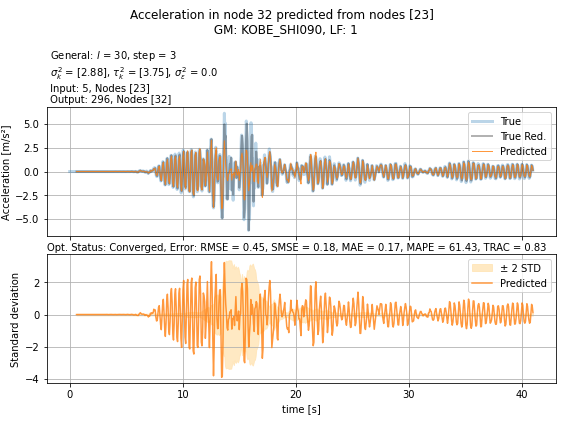 Acceleration in node 32 predicted from nodes [23]
GM: KOBE_SHI090, LF: 1
General: l = 30, step = 3
σ²ₖ = [2.88], τ²ₖ = [3.75], σ²ε = 0.0
Input: 5, Nodes [23]
Output: 296, Nodes [32]
Acceleration [m/s²]
5.0
2.5
0.0
−2.5
−5.0
True
True Red.
Predicted
Opt. Status: Converged, Error: RMSE = 0.45, SMSE = 0.18, MAE = 0.17, MAPE = 61.43, TRAC = 0.83
Standard deviation
2
0
−2
−4
± 2 STD
Predicted
0 10 20 30 40
time [s]